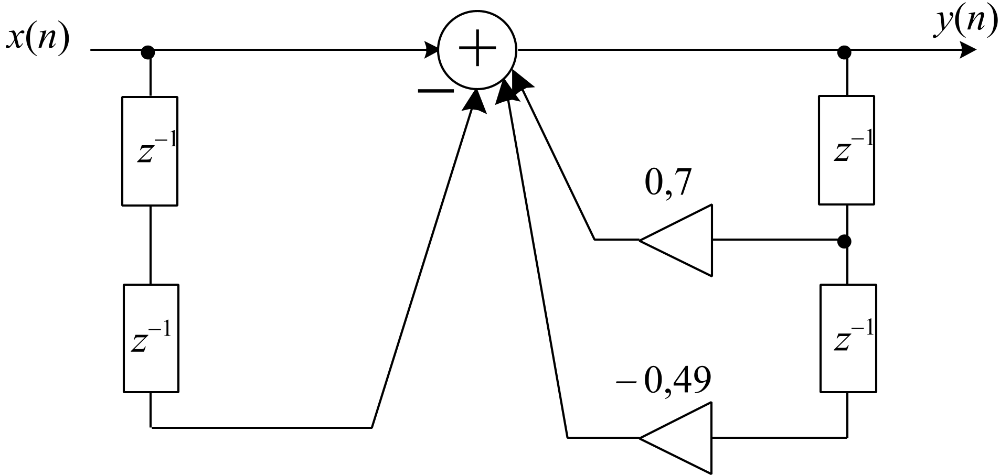 x(n)
y(n)
+
−
z⁻¹
z⁻¹
0,7
z⁻¹
z⁻¹
− 0,49